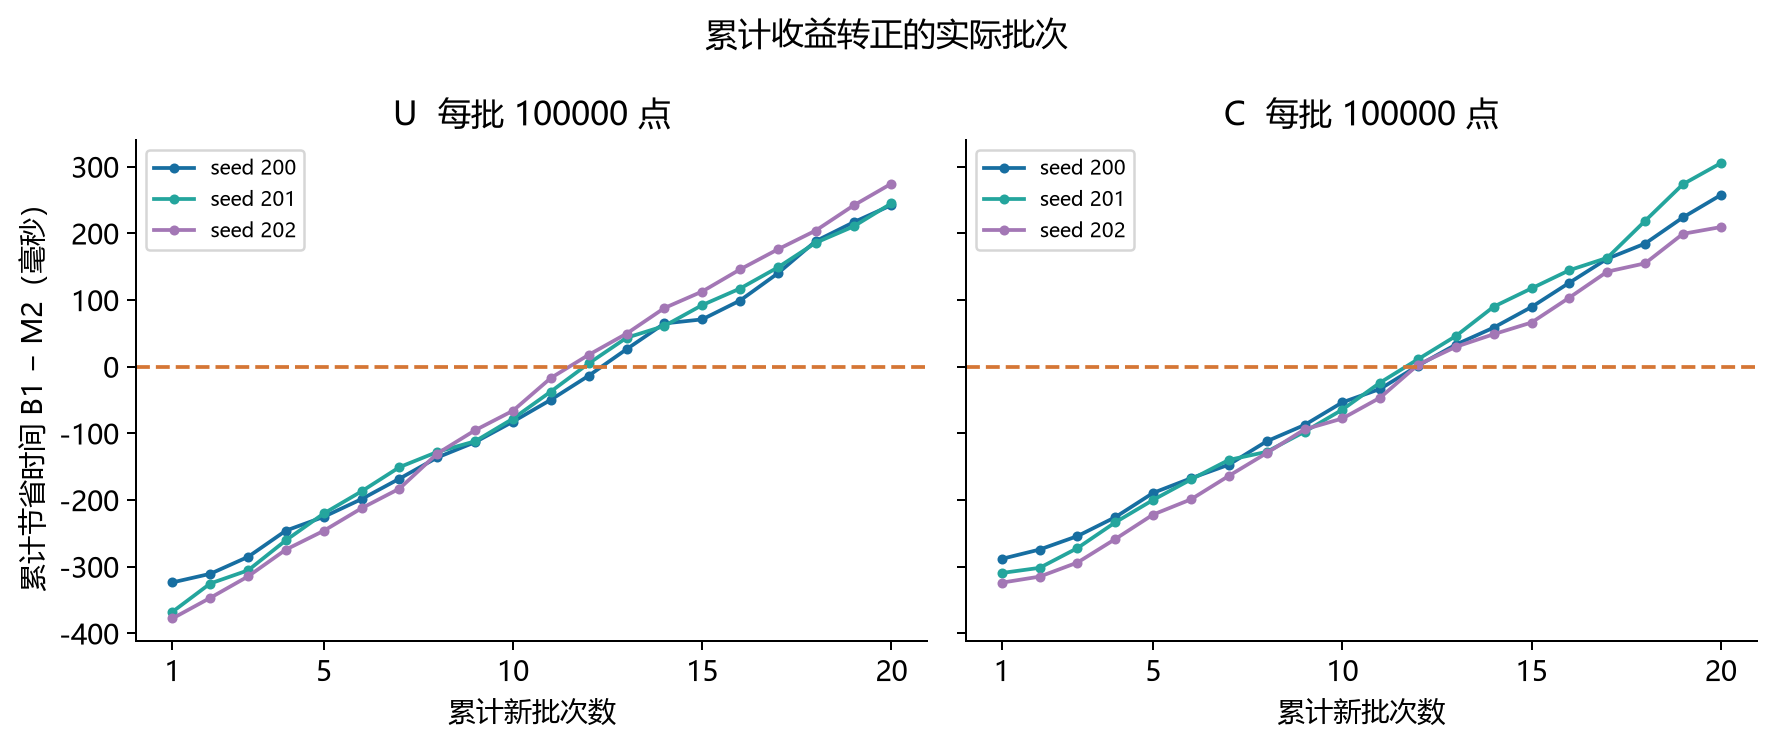 累计收益转正的实际批次
U 每批 100000 点
C 每批 100000 点
累计节省时间 B1 − M2（毫秒）
300
200
100
0
-100
-200
-300
-400
seed 200
seed 201
seed 202
seed 200
seed 201
seed 202
1 5 10 15 20
1 5 10 15 20
累计新批次数
累计新批次数